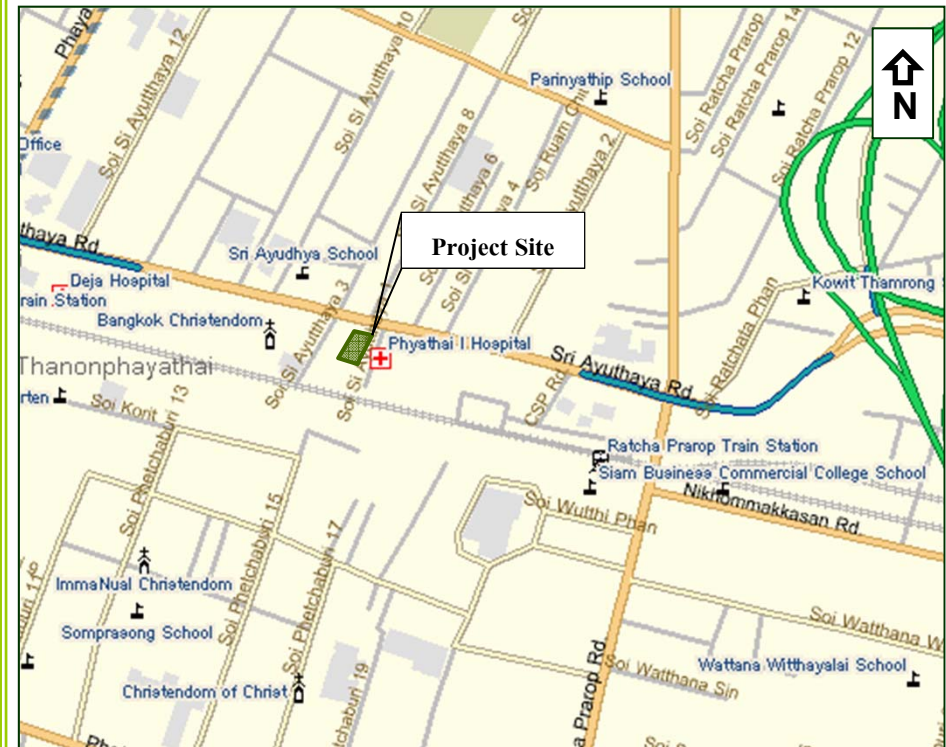 Phaya
Soi Si Ayutthaya 12
Soi Si Ayutthaya 10
Soi
Parinyathip School
Soi Ratcha Prarop
Soi Ratcha Prarop 14
Soi Ratcha Prarop 12
N
Office
Si Ayutthaya 8
thaya 6
4
Soi Ruam Chit
Ayutthaya 2
Project Site
thaya Rd.
Sri Ayudhya School
Deja Hospital
rain Station
Kowit Thamrong
Bangkok Christendom
Soi Si Ayutthaya 3
Soi Si A
Phyathai I Hospital
Thanonphayathai
Sri Ayuthaya Rd.
Soi Ratchata Phan
CSP Rd.
rten
Soi Korit
Soi Phetchaburi 13
Ratcha Prarop Train Station
Siam Business Commercial College School
Nikhommakkasan Rd.
Soi Wutthi Phan
Soi Phetchaburi 15
Soi Phetchaburi 17
ImmaNual Christendom
Somprasong School
Soi Watthana W
Soi Watthana Sin
Wattana Witthayalai School
Christendom of Christ
tchaburi 19
a Prarop Rd.